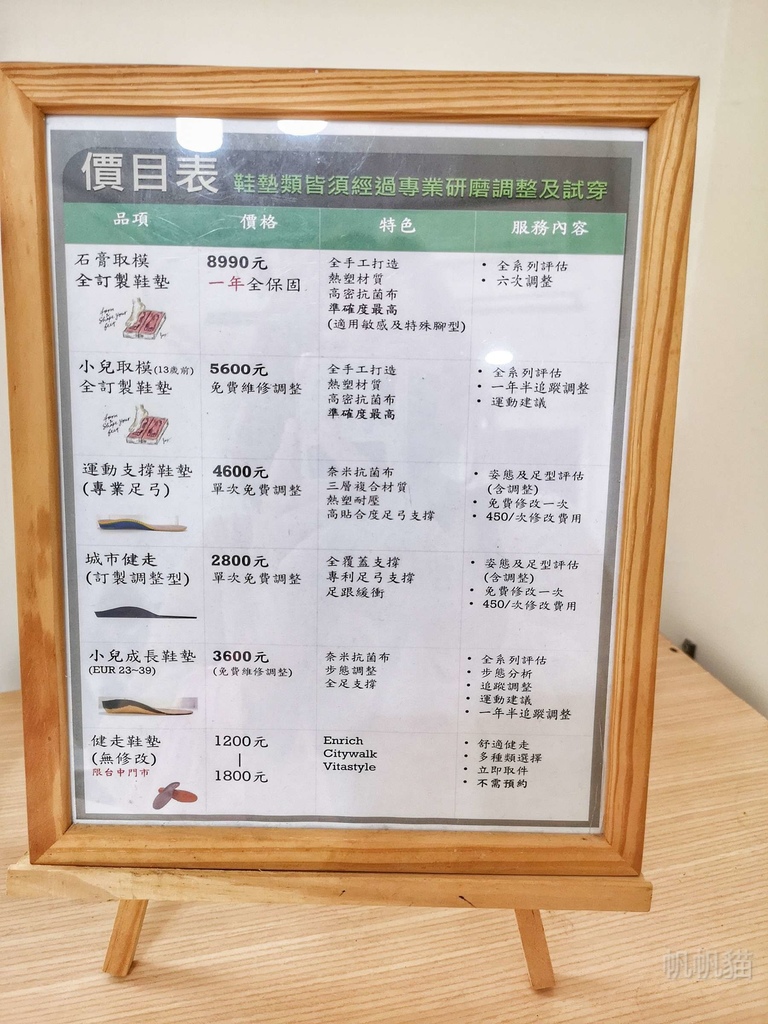 價目表 鞋墊類皆須經過專業研磨調整及試穿
品項 價格 特色 服務內容
石膏取模
全訂製鞋墊
8990元
一年全保固
全手工打造
熱塑材質
高密抗菌布
準確度最高
(適用敏感及特殊腳型)
• 全系列評估
• 六次調整
小兒取模(13歲前)
全訂製鞋墊
5600元
免費維修調整
全手工打造
熱塑材質
高密抗菌布
準確度最高
• 全系列評估
• 一年半追蹤調整
• 運動建議
運動支撐鞋墊
(專業足弓)
4600元
單次免費調整
奈米抗菌布
三層複合材質
熱塑耐壓
高貼合度足弓支撐
• 姿態及足型評估
(含調整)
• 免費修改一次
• 450/次修改費用
城市健走
(訂製調整型)
2800元
單次免費調整
全覆蓋支撐
專利足弓支撐
足跟緩衝
• 姿態及足型評估
(含調整)
• 免費修改一次
• 450/次修改費用
小兒成長鞋墊
(EUR 23~39)
3600元
(免費維修調整)
奈米抗菌布
步態調整
全足支撐
• 全系列評估
• 步態分析
• 追蹤調整
• 運動建議
• 一年半追蹤調整
健走鞋墊
(無修改)
限台中門市
1200元
|
1800元
Enrich
Citywalk
Vitastyle
• 舒適健走
• 多種類選擇
• 立即取件
• 不需預約
帆帆貓